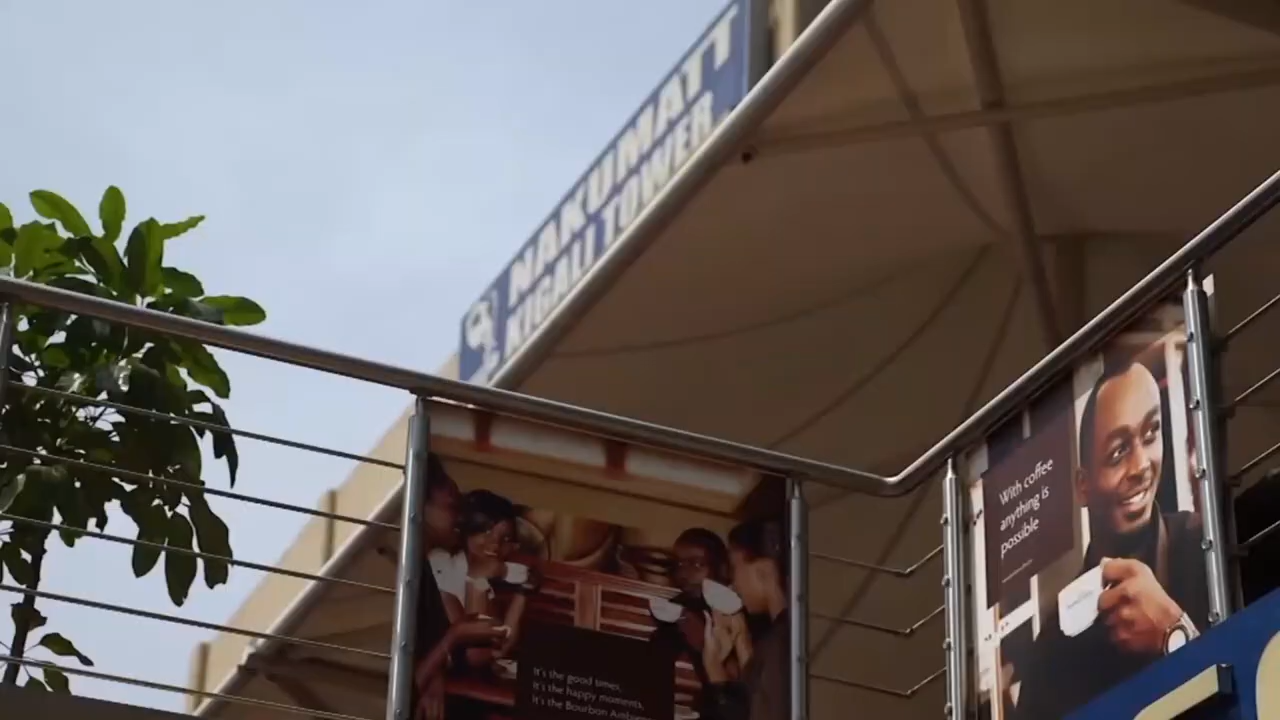 NAKUMATT
KIGALI TOWER
With coffee
anything is
possible
It's the good times,
It's the happy moments,
It's the Bourbon